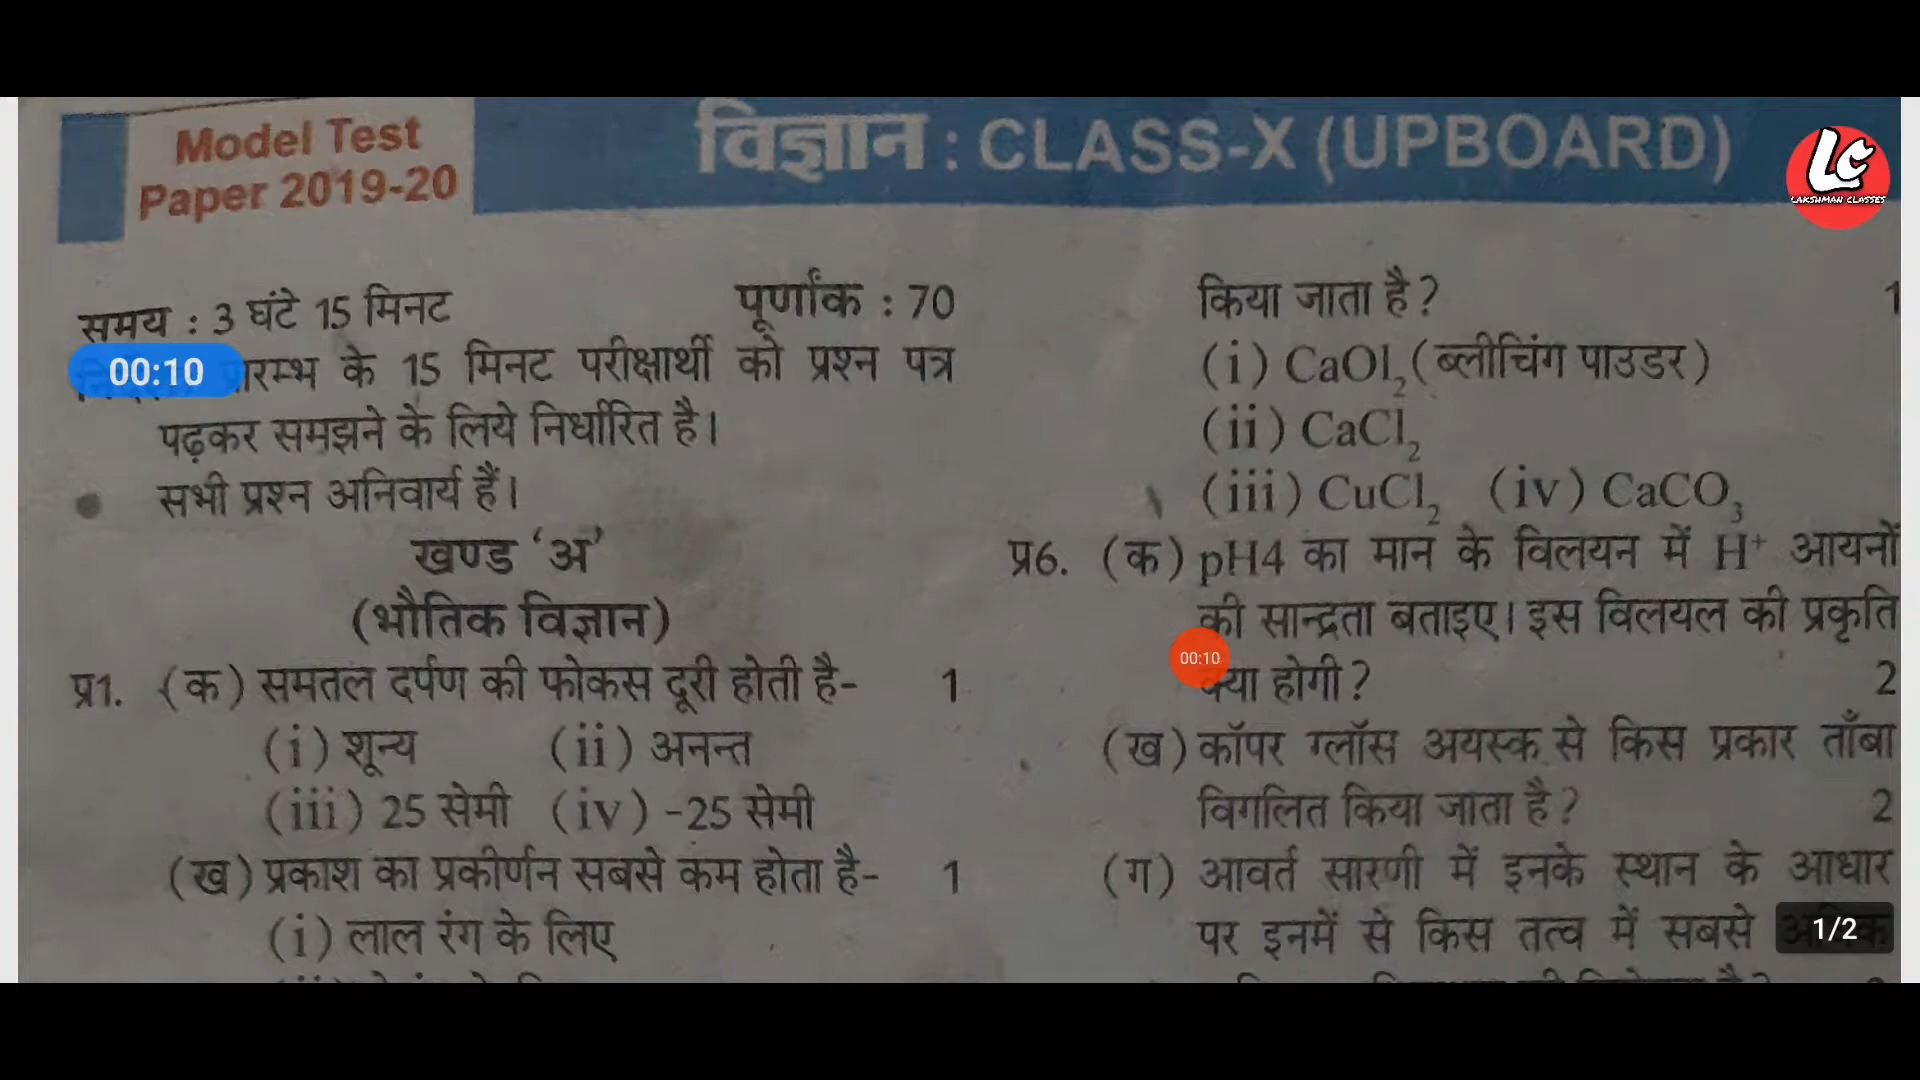 Model Test
Paper 2019-20
विज्ञान : CLASS-X (UPBOARD)
LC
LAKSHMAN CLASSES
समय : 3 घंटे 15 मिनट पूर्णांक : 70
00:10 प्रारम्भ के 15 मिनट परीक्षार्थी को प्रश्न पत्र
पढ़कर समझने के लिये निर्धारित है।
सभी प्रश्न अनिवार्य हैं।
खण्ड ‘अ’
(भौतिक विज्ञान)
प्र1. (क) समतल दर्पण की फोकस दूरी होती है- 1
(i) शून्य (ii) अनन्त
(iii) 25 सेमी (iv) -25 सेमी
(ख) प्रकाश का प्रकीर्णन सबसे कम होता है- 1
(i) लाल रंग के लिए
किया जाता है? 1
(i) CaOl₂ (ब्लीचिंग पाउडर)
(ii) CaCl₂
(iii) CuCl₂ (iv) CaCO₃
प्र6. (क) pH4 का मान के विलयन में H⁺ आयनों
की सान्द्रता बताइए। इस विलयल की प्रकृति
00:10
क्या होगी? 2
(ख) कॉपर ग्लॉस अयस्क से किस प्रकार ताँबा
विगलित किया जाता है? 2
(ग) आवर्त सारणी में इनके स्थान के आधार
पर इनमें से किस तत्व में सबसे
1/2